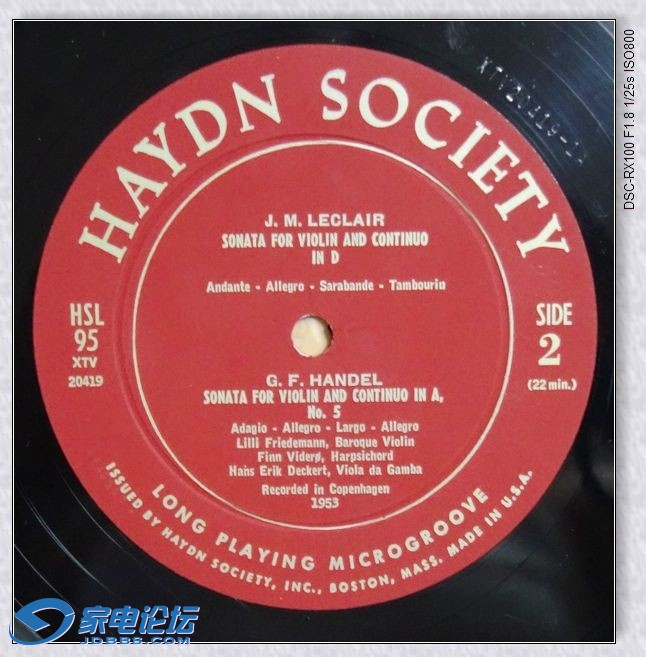 HAYDN SOCIETY
J. M. LECLAIR
SONATA FOR VIOLIN AND CONTINUO
IN D
Andante - Allegro - Sarabande - Tambourin
HSL
95
XTV
20419
SIDE
2
(22 min.)
G. F. HANDEL
SONATA FOR VIOLIN AND CONTINUO IN A,
No. 5
Adagio - Allegro - Largo - Allegro
Lilli Friedemann, Baroque Violin
Finn Viderø, Harpsichord
Hans Erik Deckert, Viola da Gamba
Recorded in Copenhagen
1953
LONG PLAYING MICROGROOVE
ISSUED BY HAYDN SOCIETY, INC., BOSTON, MASS. MADE IN U.S.A.
DSC-RX100 F1.8 1/25s ISO800
家电论坛
JDBBS.COM